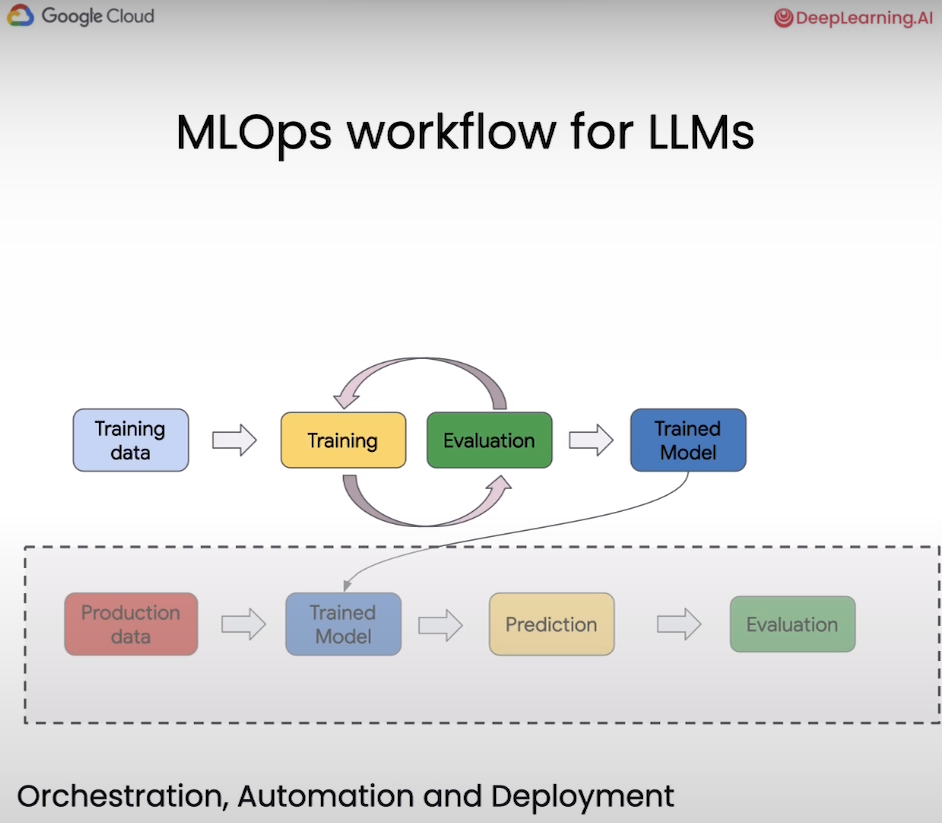 Google Cloud
DeepLearning.AI
MLOps workflow for LLMs
Training
data
Training
Evaluation
Trained
Model
Production
data
Trained
Model
Prediction
Evaluation
Orchestration, Automation and Deployment